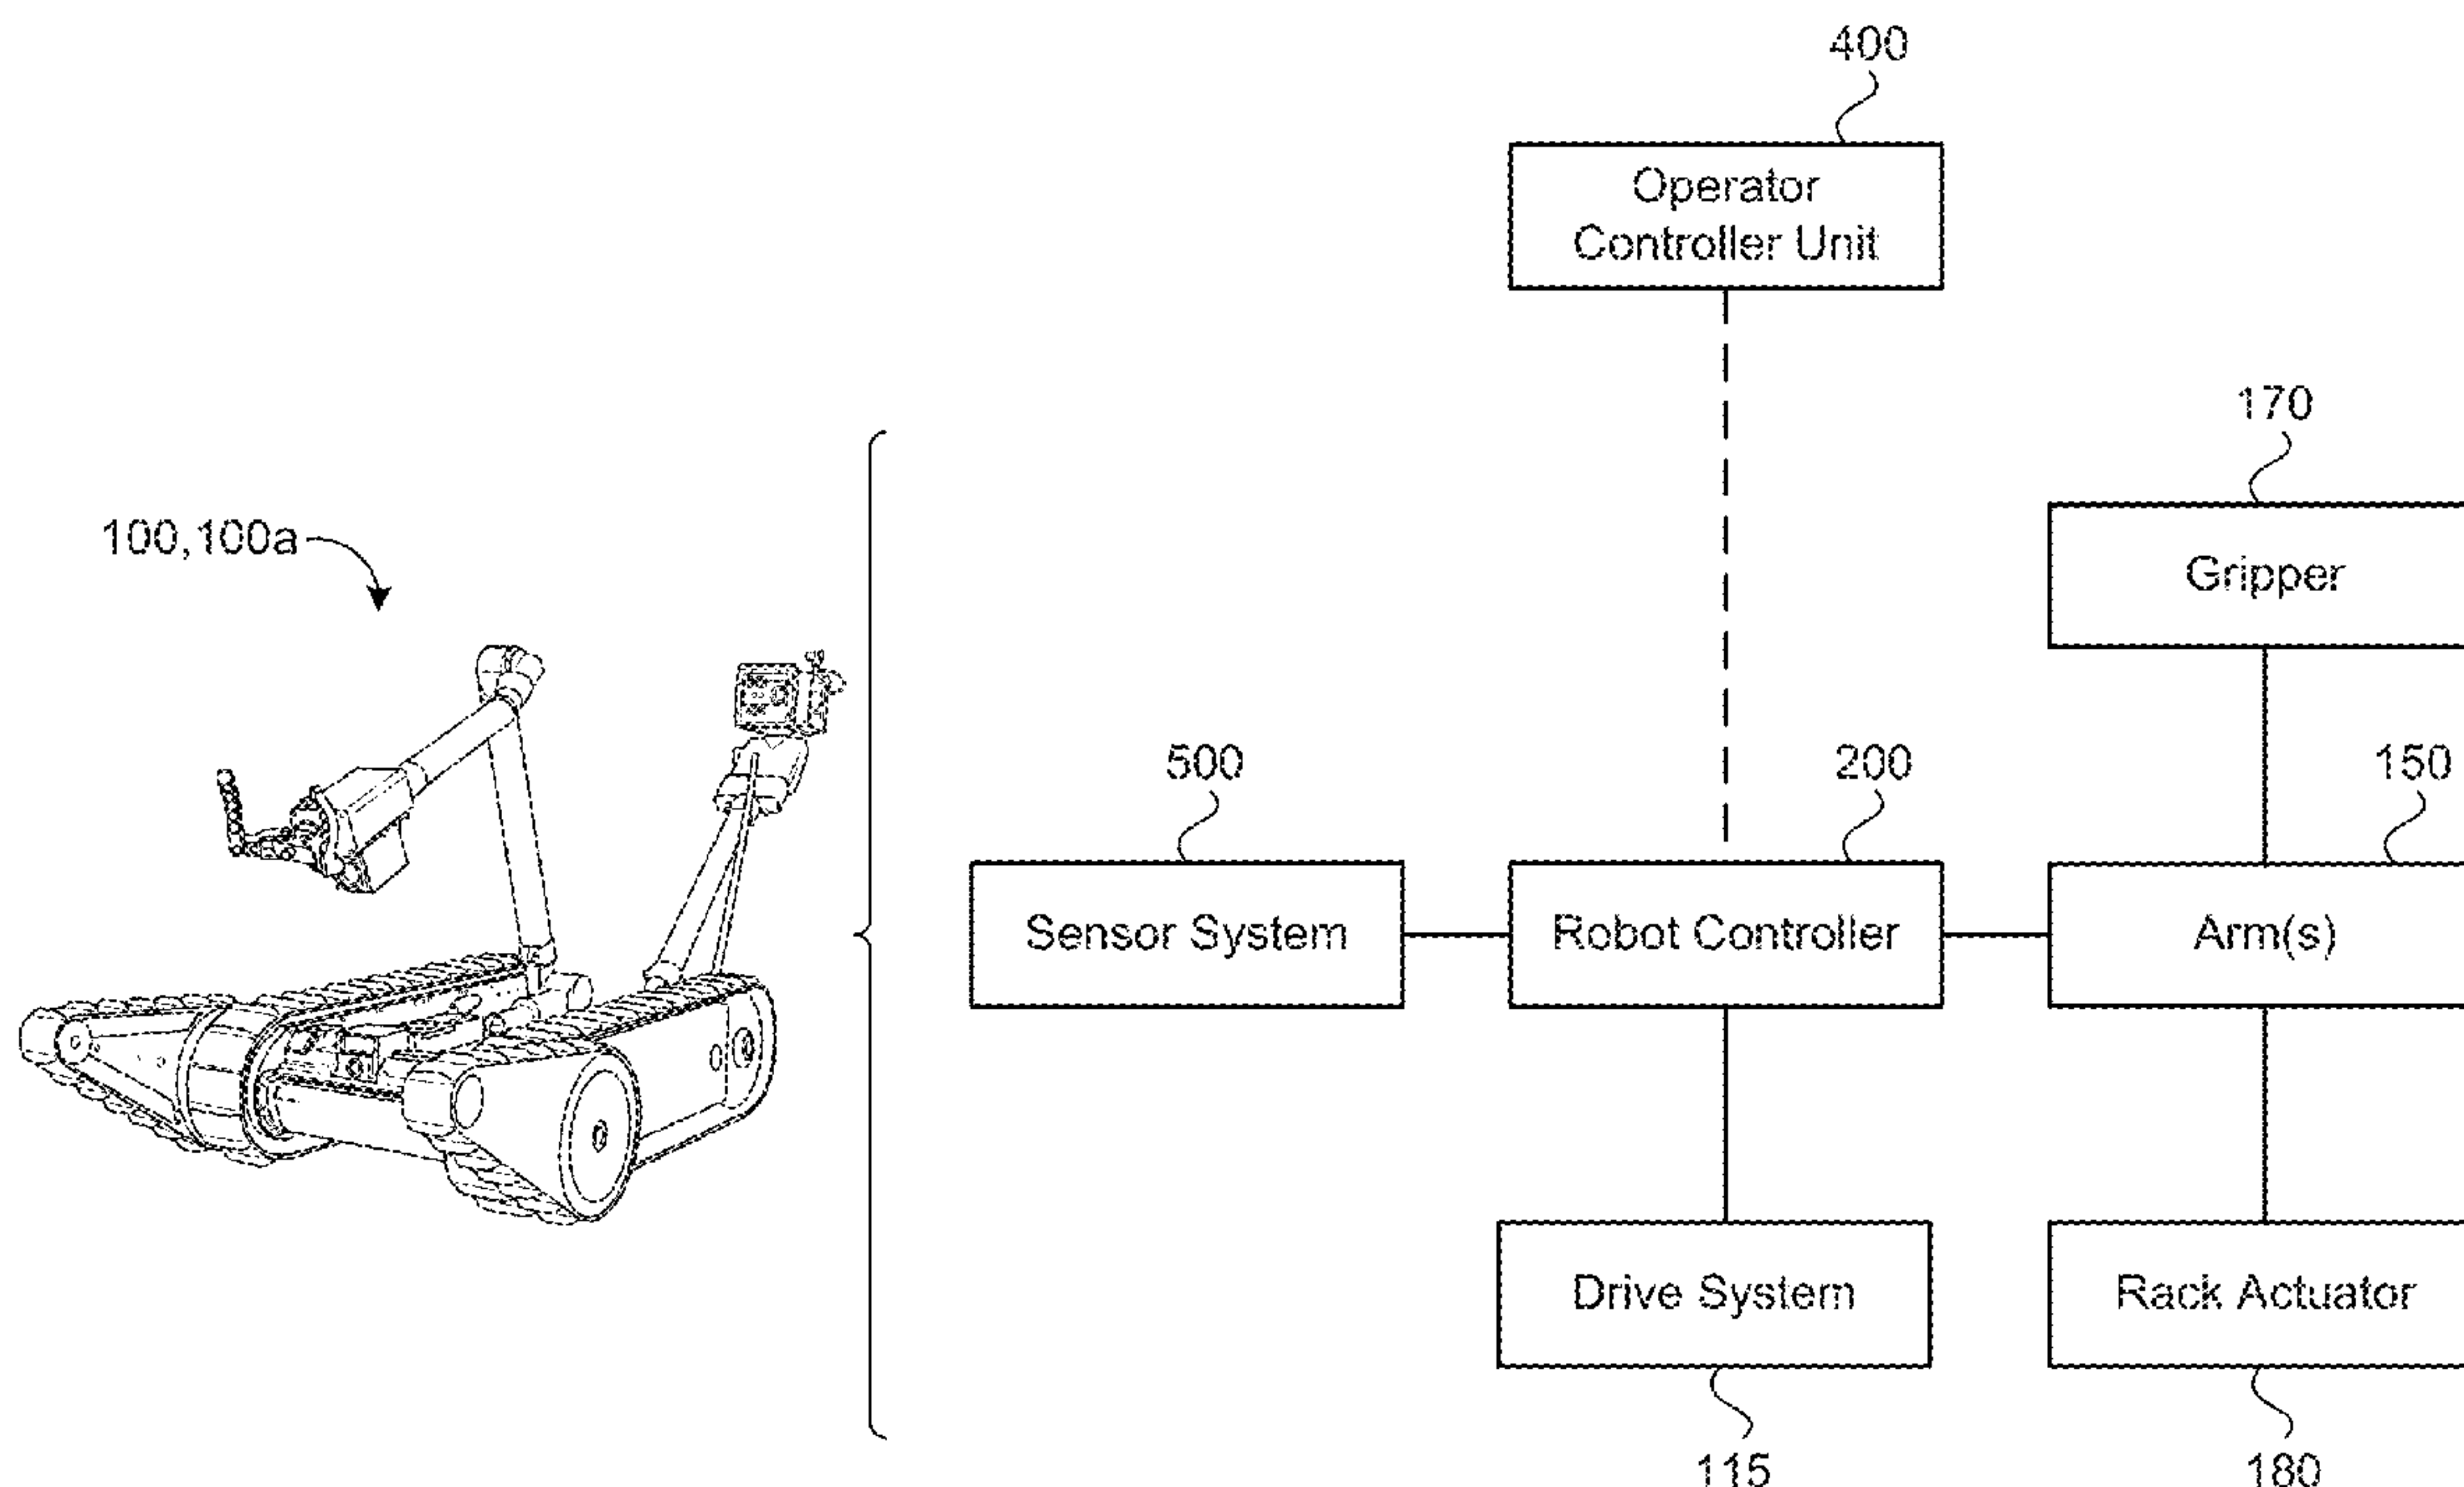 400
Operator
Controller Unit
170
100,100a
Gripper
500
200
150
Sensor System
Robot Controller
Arm(s)
Drive System
Rack Actuator
115
180